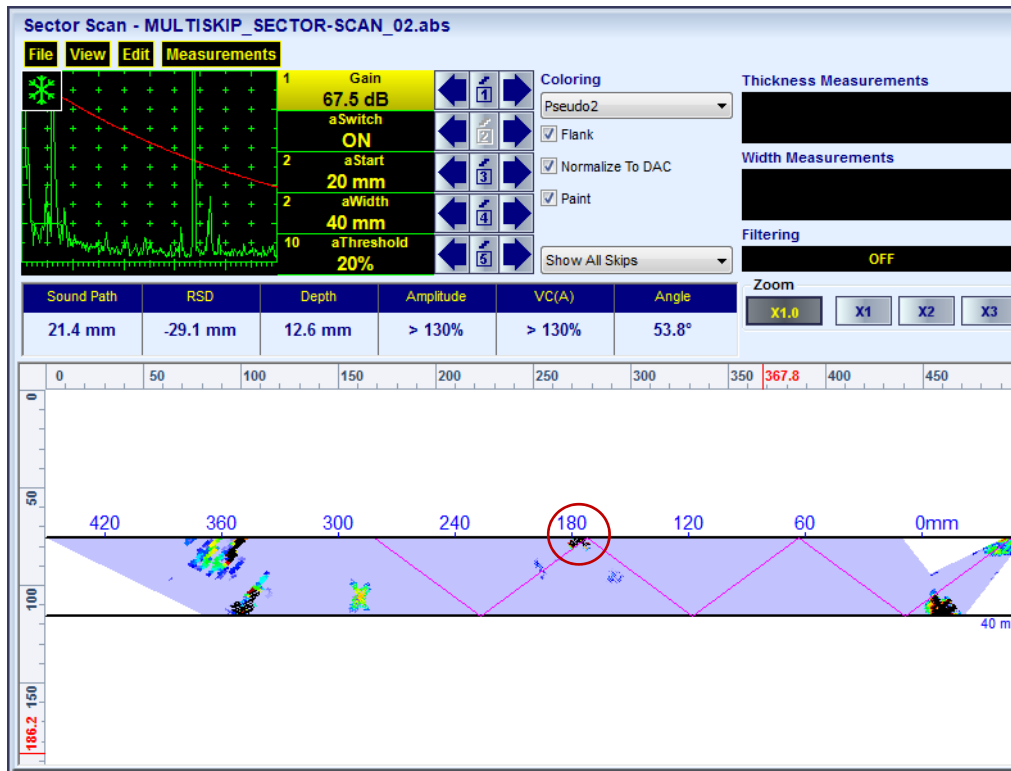 Sector Scan - MULTISKIP_SECTOR-SCAN_02.abs
File View Edit Measurements
1 Gain
67.5 dB
1
aSwitch
ON
2
2 aStart
20 mm
3
2 aWidth
40 mm
4
10 aThreshold
20%
5
Coloring
Pseudo2
Flank
Normalize To DAC
Paint
Show All Skips
Thickness Measurements
Width Measurements
Filtering
OFF
Zoom
X1.0 X1 X2 X3
Sound Path RSD Depth Amplitude VC(A) Angle
21.4 mm -29.1 mm 12.6 mm > 130% > 130% 53.8°
0 50 100 150 200 250 300 350 367.8 400 450
0
50
100
150
186.2
420 360 300 240 180 120 60 0mm
40 m